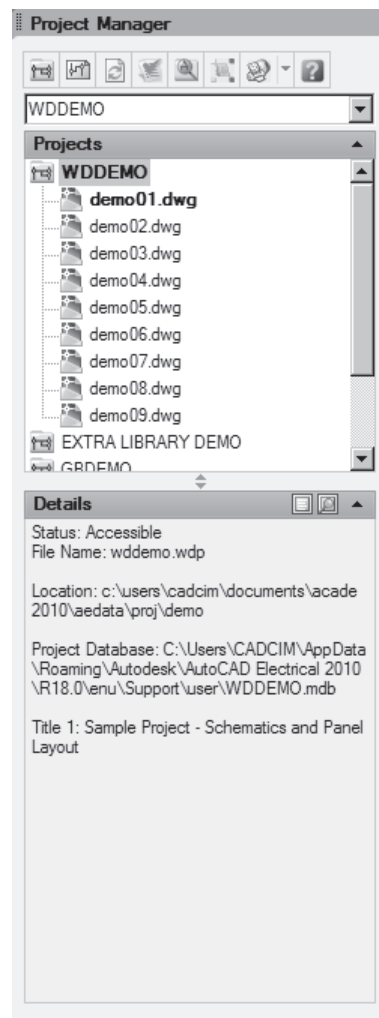 Project Manager
WDDEMO
Projects
WDDEMO
demo01.dwg
demo02.dwg
demo03.dwg
demo04.dwg
demo05.dwg
demo06.dwg
demo07.dwg
demo08.dwg
demo09.dwg
EXTRA LIBRARY DEMO
GBDEMO
Details
Status: Accessible
File Name: wddemo.wdp
Location: c:\users\cadcim\documents\acade
2010\aedata\proj\demo
Project Database: C:\Users\CADCIM\AppData
\Roaming\Autodesk\AutoCAD Electrical 2010
\R18.0\enu\Support\user\WDDEMO.mdb
Title 1: Sample Project - Schematics and Panel
Layout